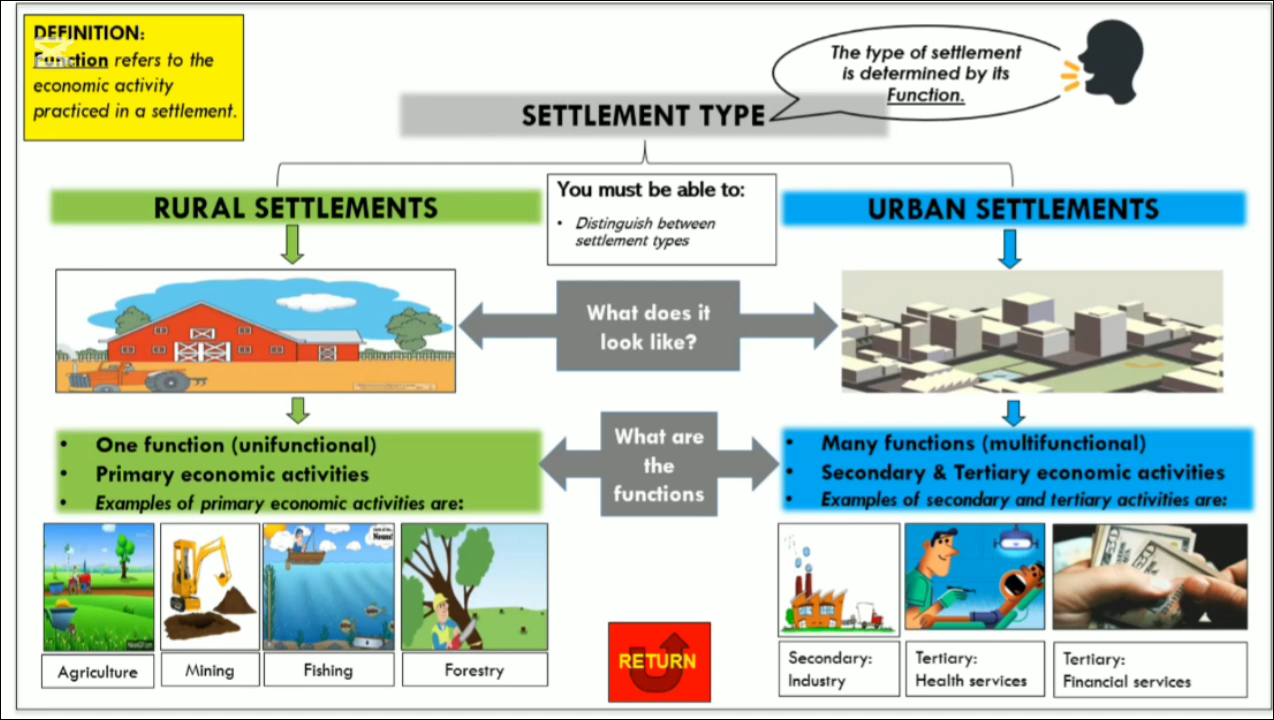 DEFINITION:
Function refers to the
economic activity
practiced in a settlement.
The type of settlement
is determined by its
Function.
SETTLEMENT TYPE
RURAL SETTLEMENTS
You must be able to:
• Distinguish between
settlement types
URBAN SETTLEMENTS
What does it
look like?
• One function (unifunctional)
• Primary economic activities
• Examples of primary economic activities are:
What are
the
functions
• Many functions (multifunctional)
• Secondary & Tertiary economic activities
• Examples of secondary and tertiary activities are:
Agriculture
Mining
Fishing
Forestry
RETURN
Secondary:
Industry
Tertiary:
Health services
Tertiary:
Financial services